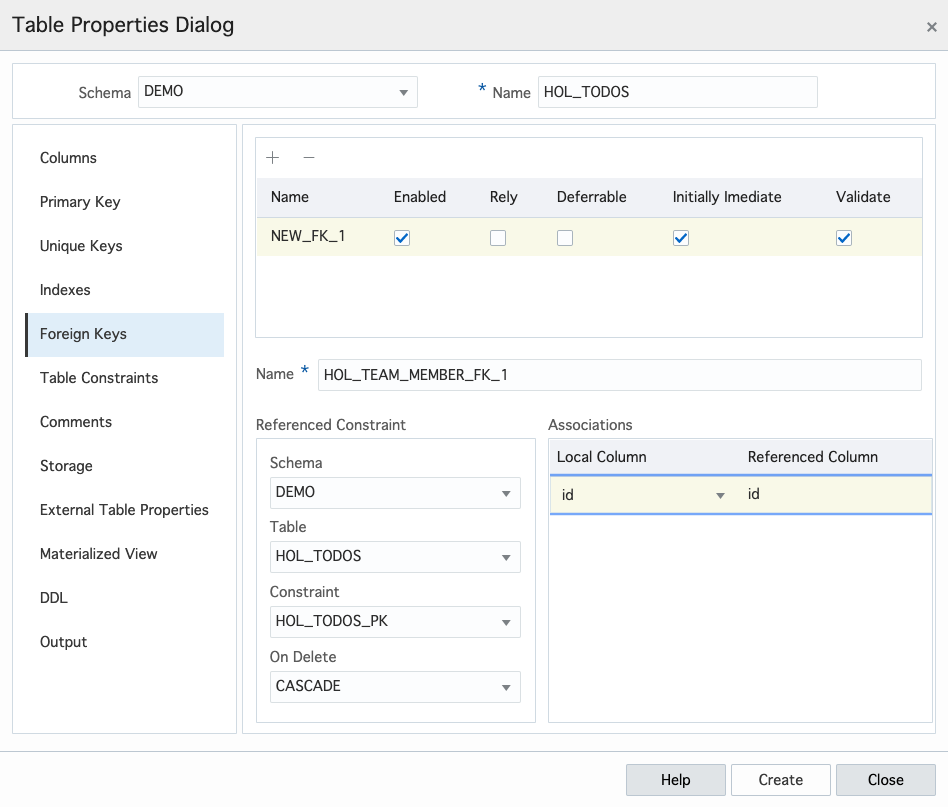 Table Properties Dialog
×
Schema DEMO * Name HOL_TODOS
Columns
Primary Key
Unique Keys
Indexes
Foreign Keys
Table Constraints
Comments
Storage
External Table Properties
Materialized View
DDL
Output
Name Enabled Rely Deferrable Initially Imediate Validate
NEW_FK_1
Name * HOL_TEAM_MEMBER_FK_1
Referenced Constraint
Schema
DEMO
Table
HOL_TODOS
Constraint
HOL_TODOS_PK
On Delete
CASCADE
Associations
Local Column Referenced Column
id id
Help Create Close